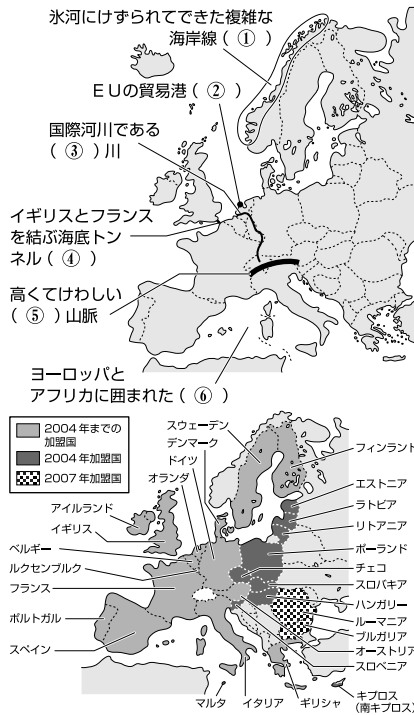 氷河にけずられてできた複雑な
海岸線（ ① ）
ＥＵの貿易港（ ② ）
国際河川である
（ ③ ）川
イギリスとフランス
を結ぶ海底トン
ネル（ ④ ）
高くてけわしい
（ ⑤ ）山脈
ヨーロッパと
アフリカに囲まれた（ ⑥ ）
2004年までの
加盟国
2004年加盟国
2007年加盟国
スウェーデン
デンマーク
ドイツ
オランダ
フィンランド
エストニア
ラトビア
リトアニア
アイルランド
イギリス
ベルギー
ルクセンブルク
フランス
ポルトガル
スペイン
ポーランド
チェコ
スロバキア
ハンガリー
ルーマニア
ブルガリア
オーストリア
スロベニア
マルタ
イタリア
ギリシャ
キプロス
（南キプロス）